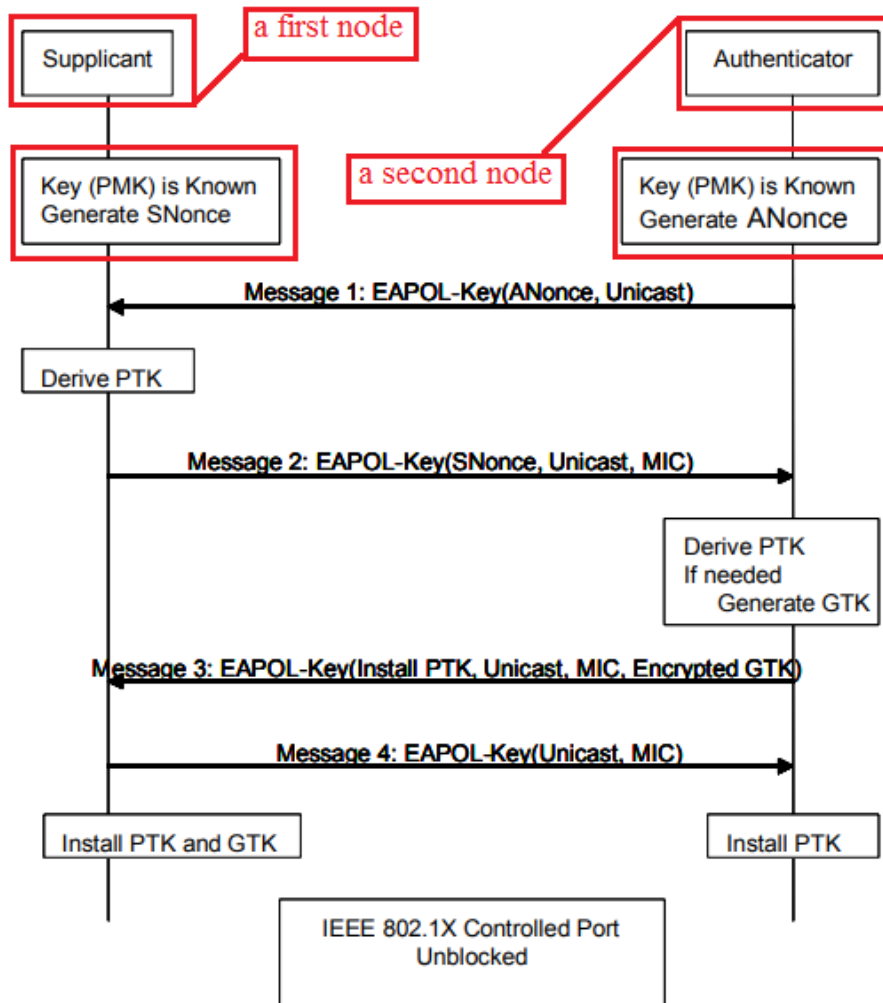 a first node
Supplicant
Authenticator
a second node
Key (PMK) is Known
Generate SNonce
Key (PMK) is Known
Generate ANonce
Message 1: EAPOL-Key(ANonce, Unicast)
Derive PTK
Message 2: EAPOL-Key(SNonce, Unicast, MIC)
Derive PTK
If needed
Generate GTK
Message 3: EAPOL-Key(Install PTK, Unicast, MIC, Encrypted GTK)
Message 4: EAPOL-Key(Unicast, MIC)
Install PTK and GTK
Install PTK
IEEE 802.1X Controlled Port
Unblocked